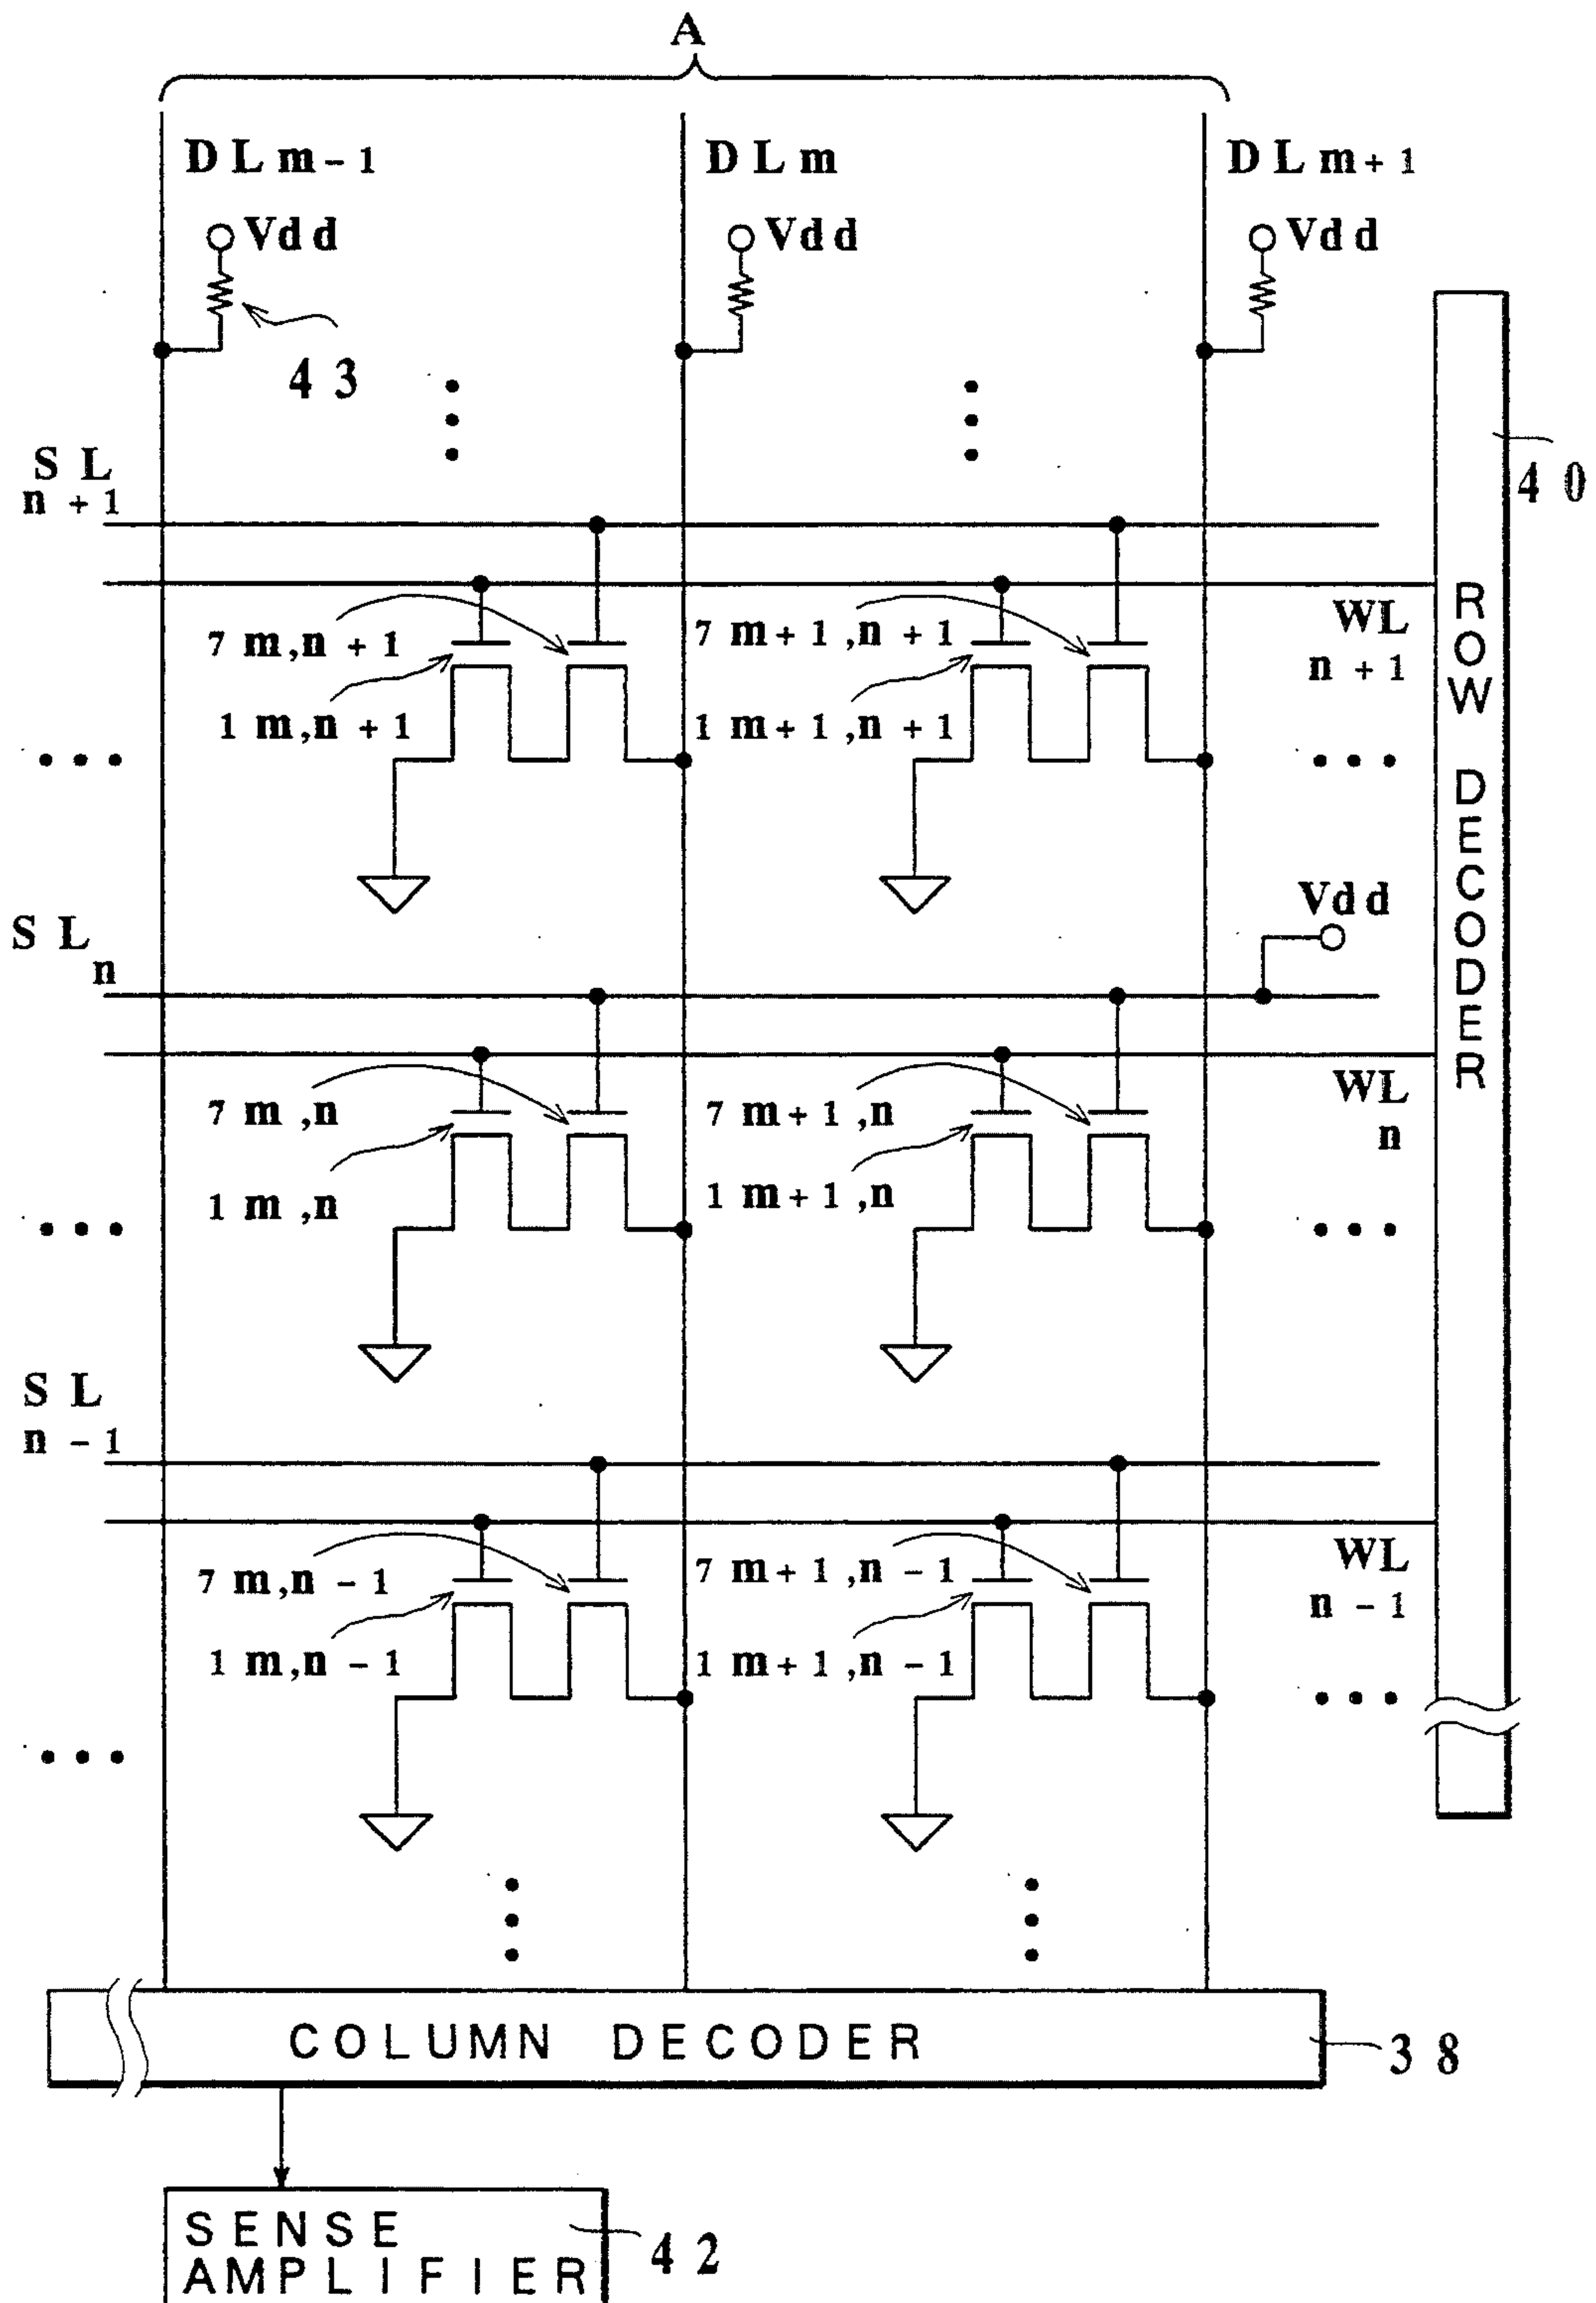 A
DLm-1
DLm
DLm+1
Vdd
Vdd
Vdd
43
40
SL
n+1
WL
n+1
7 m,n+1
1 m,n+1
7 m+1,n+1
1 m+1,n+1
ROW DECODER
Vdd
SL
n
WL
n
7 m,n
1 m,n
7 m+1,n
1 m+1,n
SL
n-1
WL
n-1
7 m,n-1
1 m,n-1
7 m+1,n-1
1 m+1,n-1
COLUMN DECODER
38
SENSE
AMPLIFIER
42